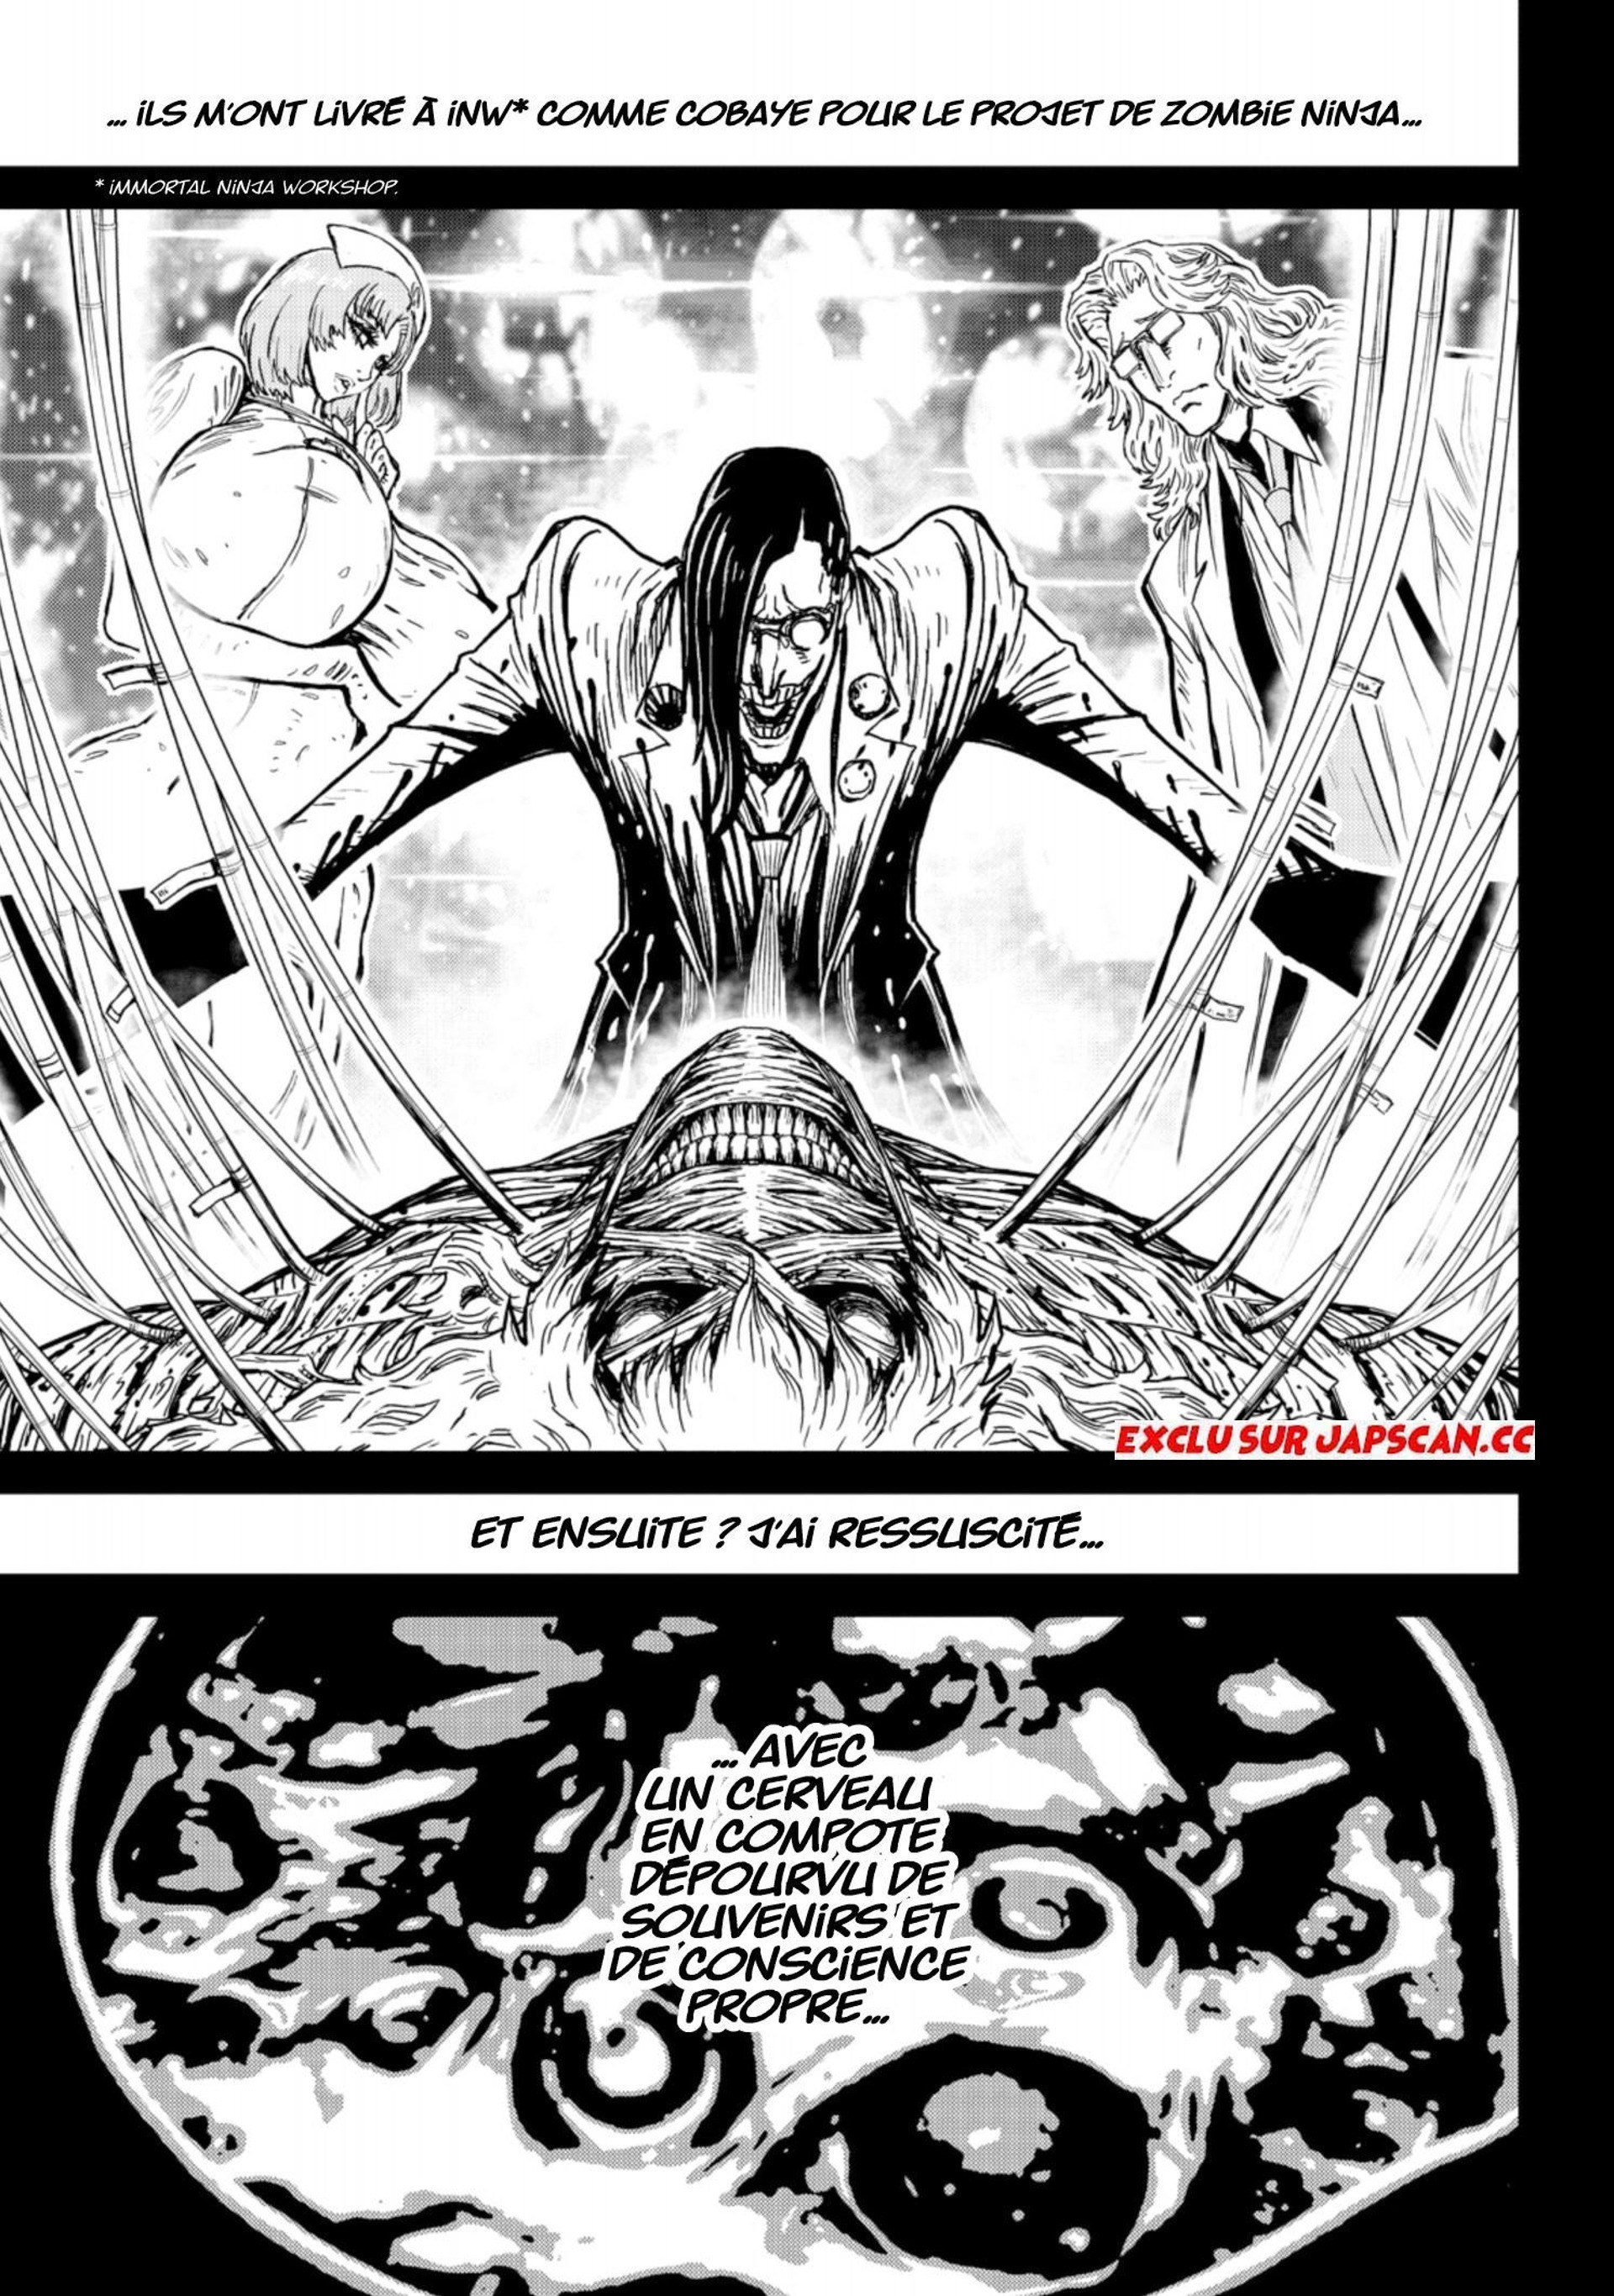 ... ILS M'ONT LIVRÉ À INW* COMME COBAYE POUR LE PROJET DE ZOMBIE NINJA...
* IMMORTAL NINJA WORKSHOP.
EXCLU SUR JAPSCAN.CC
ET ENSUITE ? J'AI RESSUSCITÉ...
... AVEC
UN CERVEAU
EN COMPOTE
DÉPOURVU DE
SOUVENIRS ET
DE CONSCIENCE
PROPRE...